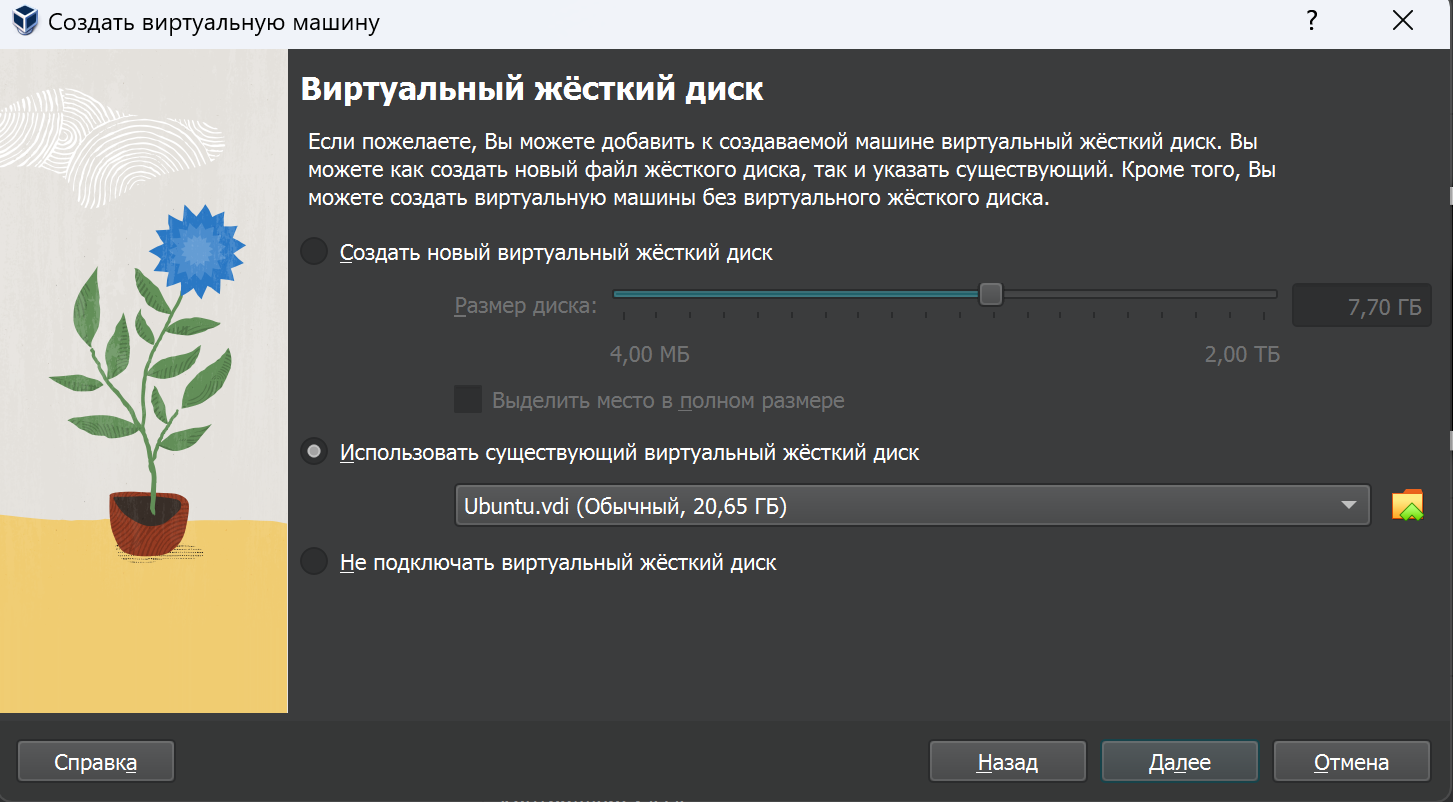 Создать виртуальную машину
?
Виртуальный жёсткий диск
Если пожелаете, Вы можете добавить к создаваемой машине виртуальный жёсткий диск. Вы
можете как создать новый файл жёсткого диска, так и указать существующий. Кроме того, Вы
можете создать виртуальную машины без виртуального жёсткого диска.
Создать новый виртуальный жёсткий диск
Размер диска:
7,70 ГБ
4,00 МБ
2,00 ТБ
Выделить место в полном размере
Использовать существующий виртуальный жёсткий диск
Ubuntu.vdi (Обычный, 20,65 ГБ)
Не подключать виртуальный жёсткий диск
Справка
Назад
Далее
Отмена